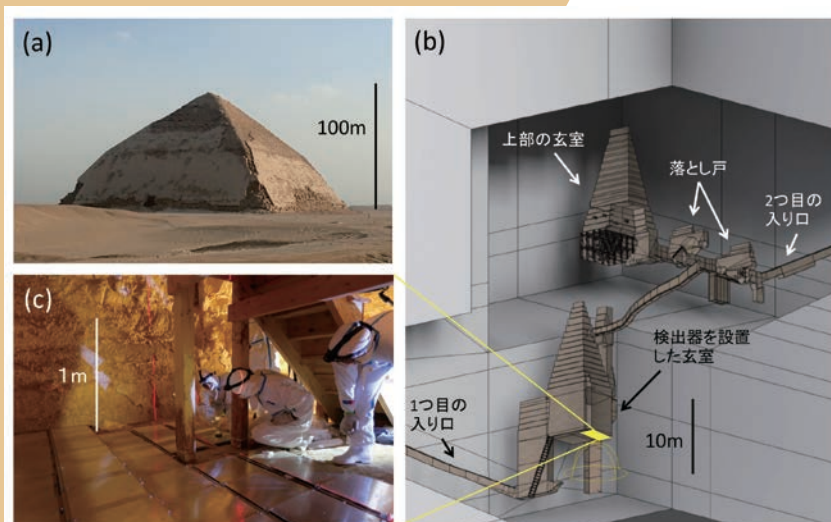 (a)
100m
(c)
1m
(b)
上部の玄室
落とし戸
2つ目の
入り口
検出器を設置
した玄室
1つ目の
入り口
10m